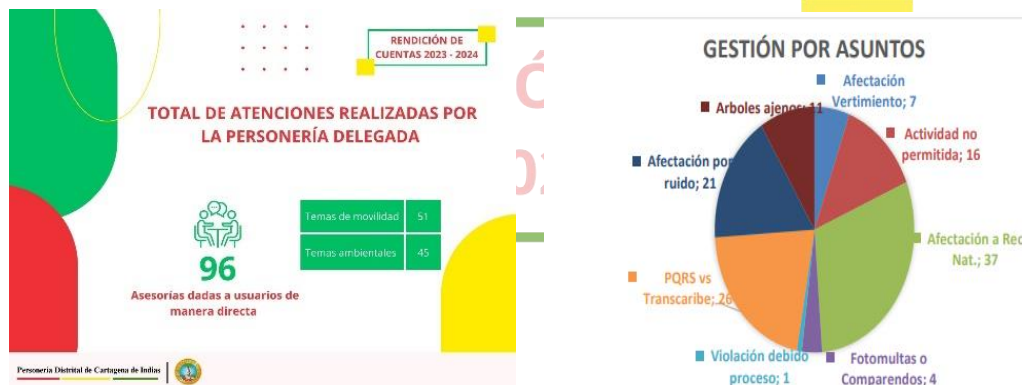 RENDICIÓN DE
CUENTAS 2023 - 2024
TOTAL DE ATENCIONES REALIZADAS POR
LA PERSONERÍA DELEGADA
Temas de movilidad 51
Temas ambientales 45
96
Asesorías dadas a usuarios de
manera directa
Personería Distrital de Cartagena de Indias
GESTIÓN POR ASUNTOS
Afectación
Vertimiento; 7
Arboles ajenos; 11
Actividad no
permitida; 16
Afectación por
ruido; 21
Afectación a Rec
Nat.; 37
PQRS vs
Transcaribe; 26
Violación debido
proceso; 1
Fotomultas o
Comparendos; 4